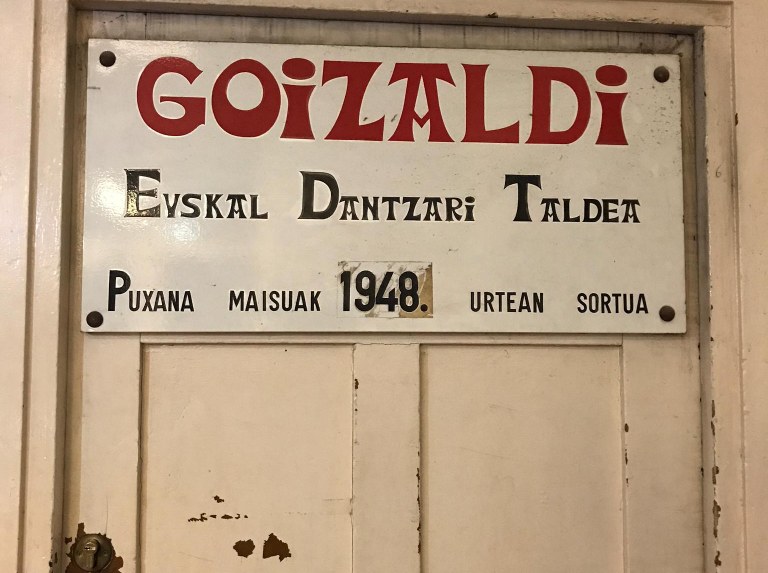 GOiZALDi
EVSKAL DANTZARi TALDEA
PUXANA MAISUAK 1948. URTEAN SORTUA